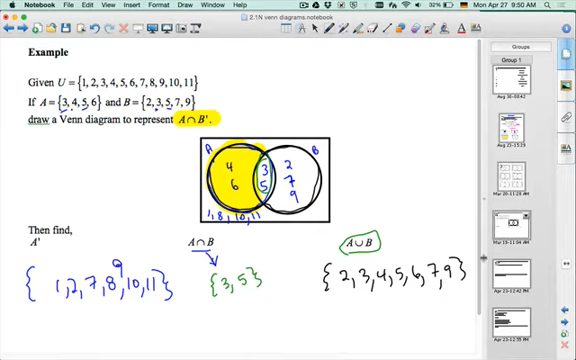 Notebook File Edit View Insert Format Links Help 32% Mon Apr 27 9:50 AM
2.1N venn diagrams.Notebook
Example
Given U = {1, 2, 3, 4, 5, 6, 7, 8, 9, 10, 11}
If A = {3, 4, 5, 6} and B = {2, 3, 5, 7, 9}
draw a Venn diagram to represent A ∩ B'.
A B
4 3 2
6 5 7
9
1, 8, 10, 11
Then find,
A' A ∩ B A ∪ B
{ 1, 2, 7, 8, 9, 10, 11 } { 3, 5 } { 2, 3, 4, 5, 6, 7, 9 }
Groups
Group 1